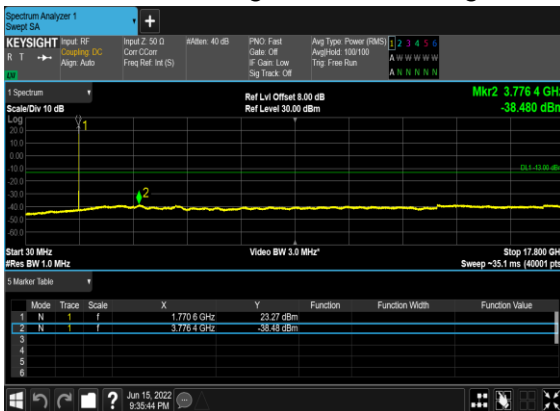 Spectrum Analyzer 1
Swept SA
KEYSIGHT Input: RF Input Z: 50 Ω #Atten: 40 dB PNO: Fast Avg Type: Power (RMS) 1 2 3 4 5 6
R T Coupling: DC Corr CCorr Gate: Off Avg|Hold: 100/100 A W W W W W
Align: Auto Freq Ref: Int (S) IF Gain: Low Trig: Free Run
LV Sig Track: Off A N N N N N
1 Spectrum Ref Lvl Offset 8.00 dB Mkr2 3.776 4 GHz
Scale/Div 10 dB Ref Level 30.00 dBm -38.480 dBm
Log
20.0 1
10.0
0.00
-10.0 DL1 -13.00 dBm
-20.0
-30.0 2
-40.0
-50.0
-60.0
Start 30 MHz Video BW 3.0 MHz* Stop 17.800 GH
#Res BW 1.0 MHz Sweep ~35.1 ms (40001 pts
5 Marker Table
Mode Trace Scale X Y Function Function Width Function Value
1 N 1 f 1.770 6 GHz 23.27 dBm
2 N 1 f 3.776 4 GHz -38.48 dBm
3
4
5
6
? Jun 15, 2022
9:35:44 PM